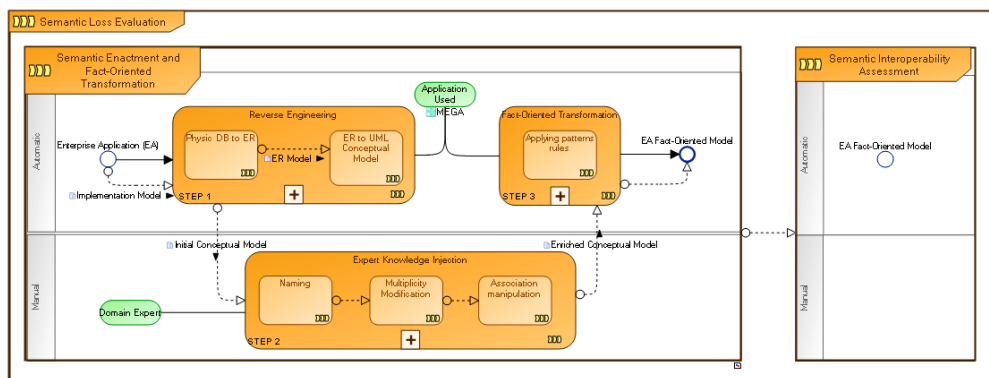 Semantic Loss Evaluation
Semantic Enactment and
Fact-Oriented
Transformation
Semantic Interoperability
Assessment
Application
Used
MEGA
Automatic
Enterprise Application (EA)
Implementation Model
Reverse Engineering
Physic DB to ER
ER Model
ER to UML
Conceptual
Model
STEP 1
Fact-Oriented Transformation
Applying patterns
rules
STEP 3
EA Fact-Oriented Model
Automatic
EA Fact-Oriented Model
Initial Conceptual Model
Enriched Conceptual Model
Manual
Domain Expert
Expert Knowledge Injection
Naming
Multiplicity
Modification
Association
manipulation
STEP 2
Manual